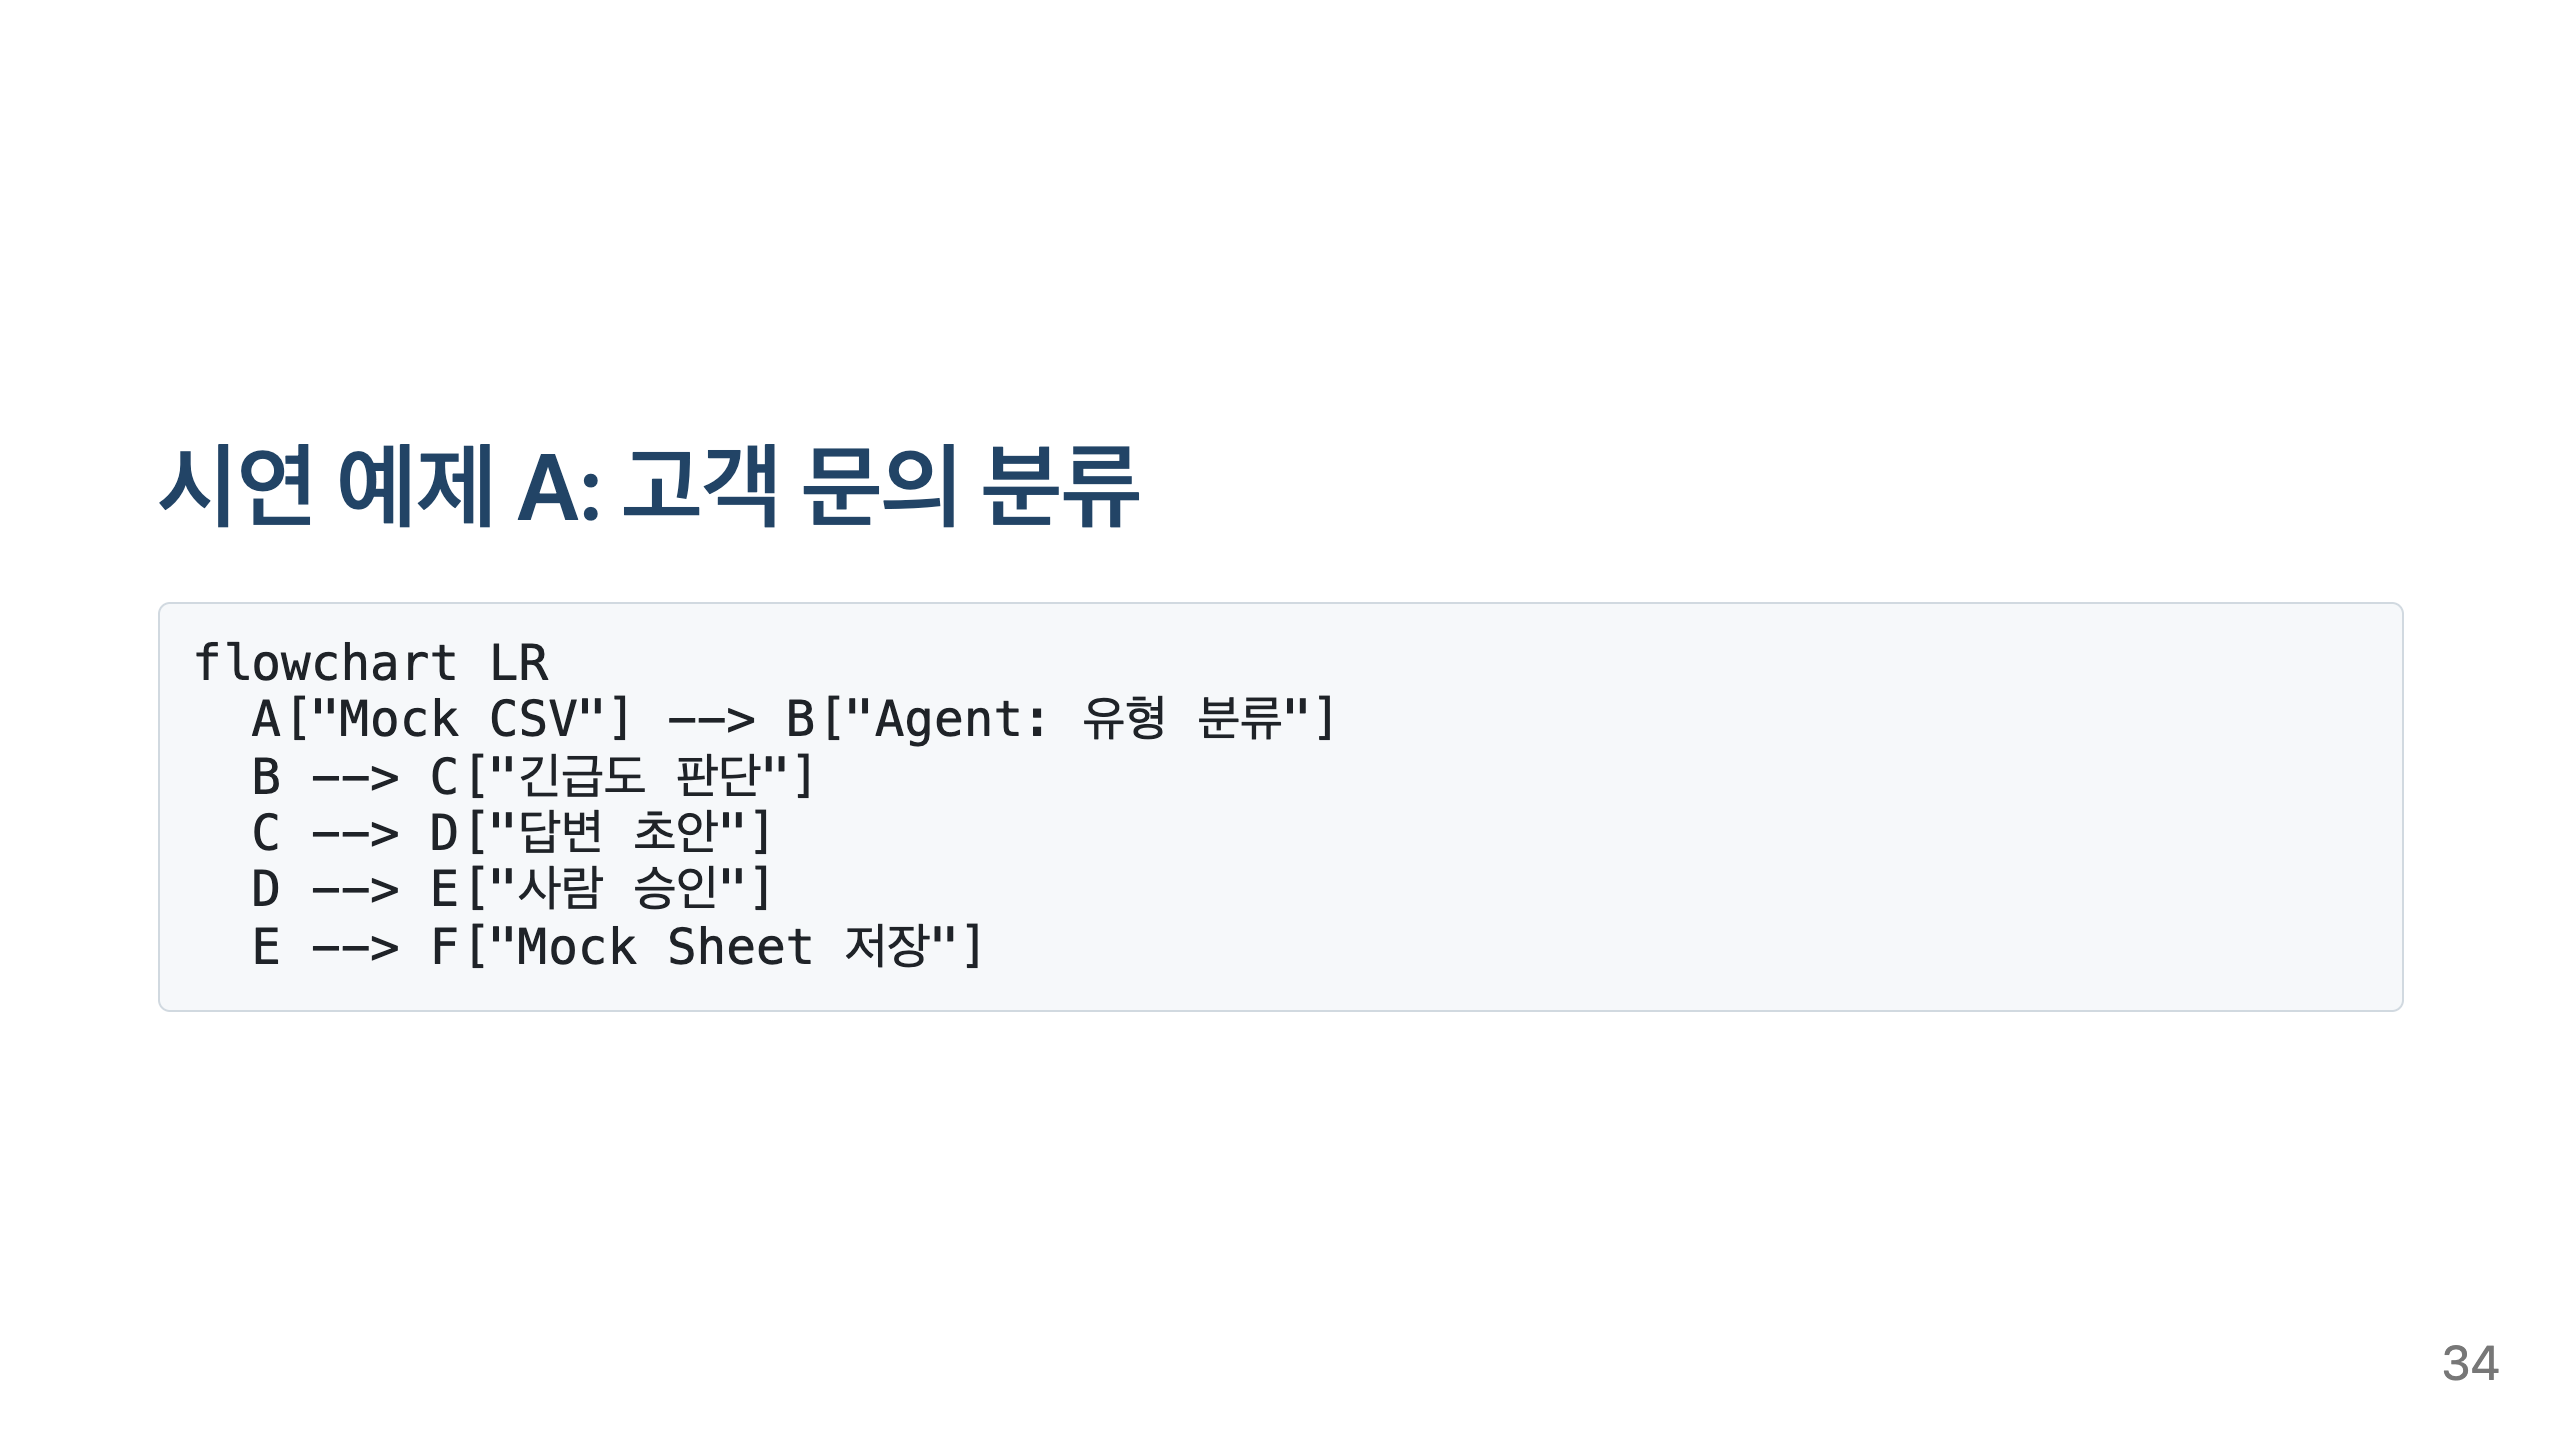 시연 예제 A: 고객 문의 분류
flowchart LR
  A["Mock CSV"] --> B["Agent: 유형 분류"]
  B --> C["긴급도 판단"]
  C --> D["답변 초안"]
  D --> E["사람 승인"]
  E --> F["Mock Sheet 저장"]
34